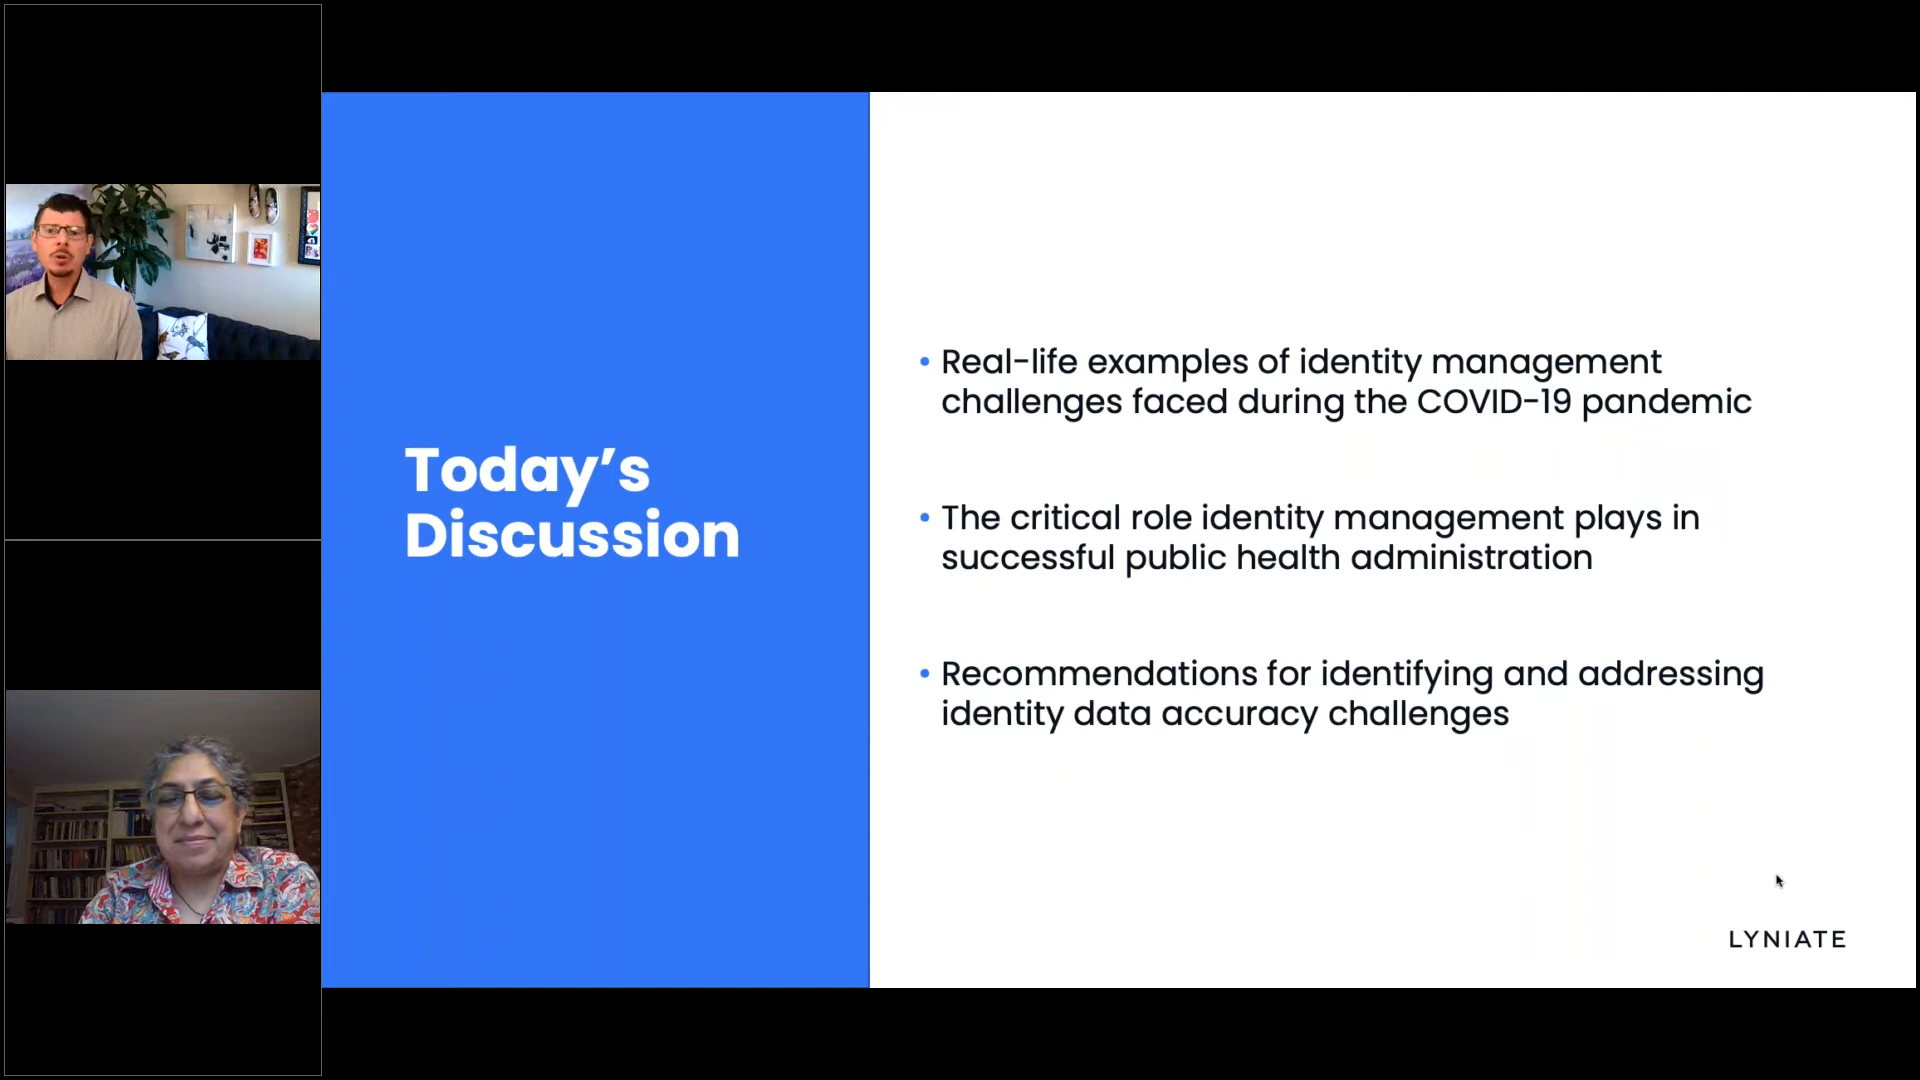 Today’s
Discussion
• Real-life examples of identity management
challenges faced during the COVID-19 pandemic
• The critical role identity management plays in
successful public health administration
• Recommendations for identifying and addressing
identity data accuracy challenges
LYNIATE